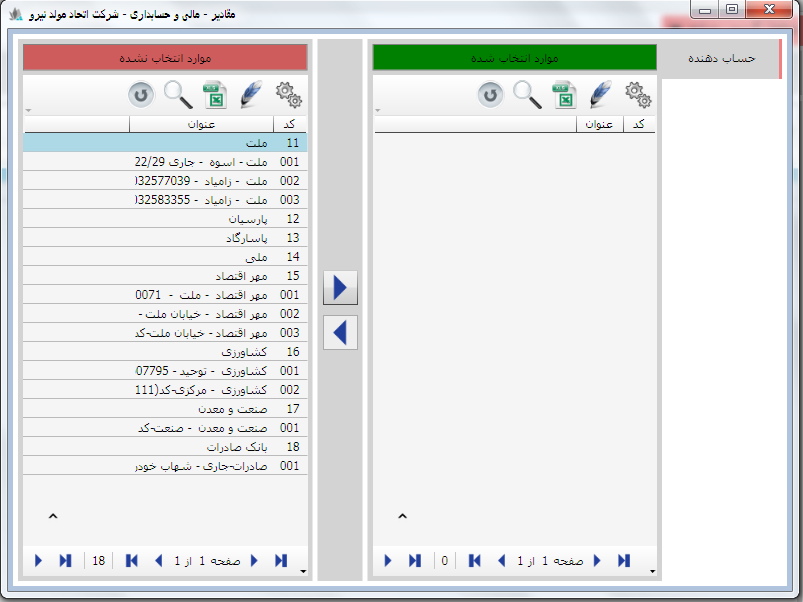 مقادیر - مالی و حسابداری - شرکت اتحاد مولد نیرو
حساب دهنده
موارد انتخاب شده
کد عنوان
0 صفحه 1 از 1
موارد انتخاب نشده
کد عنوان
11 ملت
001 ملت - اسوه - جاری 22/29
002 ملت - زامیاد - 032577039
003 ملت - زامیاد - 032583355
12 پارسیان
13 پاسارگاد
14 ملی
15 مهر اقتصاد
001 مهر اقتصاد - ملت - 0071
002 مهر اقتصاد - خیابان ملت -
003 مهر اقتصاد - خیابان ملت-کد
16 کشاورزی
001 کشاورزی - توحید - 07795
002 کشاورزی - مرکزی-کد(111
17 صنعت و معدن
001 صنعت و معدن - صنعت-کد
18 بانک صادرات
001 صادرات-جاری - شهاب خودر
18 صفحه 1 از 1